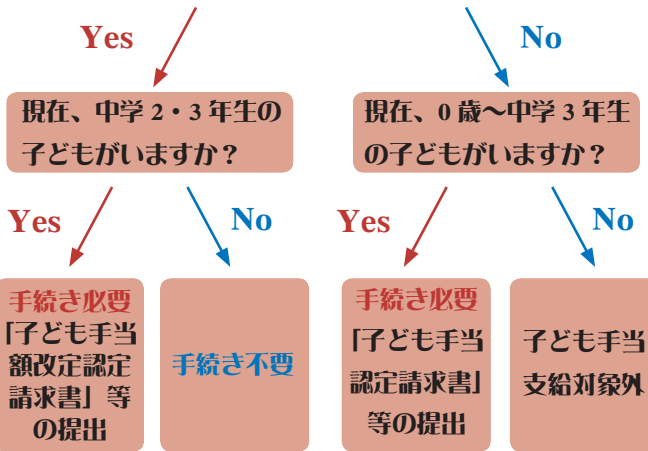 Yes
No
現在、中学 2・3 年生の
子どもがいますか？
現在、0 歳～中学 3 年生
の子どもがいますか？
Yes
No
Yes
No
手続き必要
「子ども手当
額改定認定
請求書」等
の提出
手続き不要
手続き必要
「子ども手当
認定請求書」
等の提出
子ども手当
支給対象外